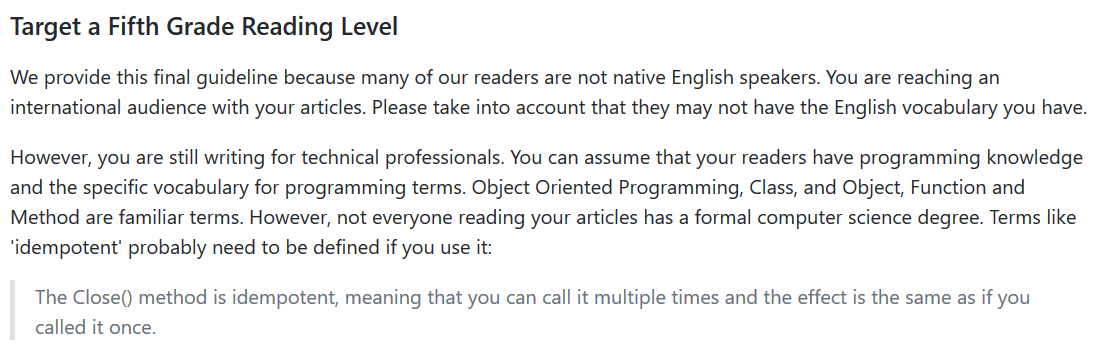 Target a Fifth Grade Reading Level
We provide this final guideline because many of our readers are not native English speakers. You are reaching an
international audience with your articles. Please take into account that they may not have the English vocabulary you have.
However, you are still writing for technical professionals. You can assume that your readers have programming knowledge
and the specific vocabulary for programming terms. Object Oriented Programming, Class, and Object, Function and
Method are familiar terms. However, not everyone reading your articles has a formal computer science degree. Terms like
'idempotent' probably need to be defined if you use it:
The Close() method is idempotent, meaning that you can call it multiple times and the effect is the same as if you
called it once.